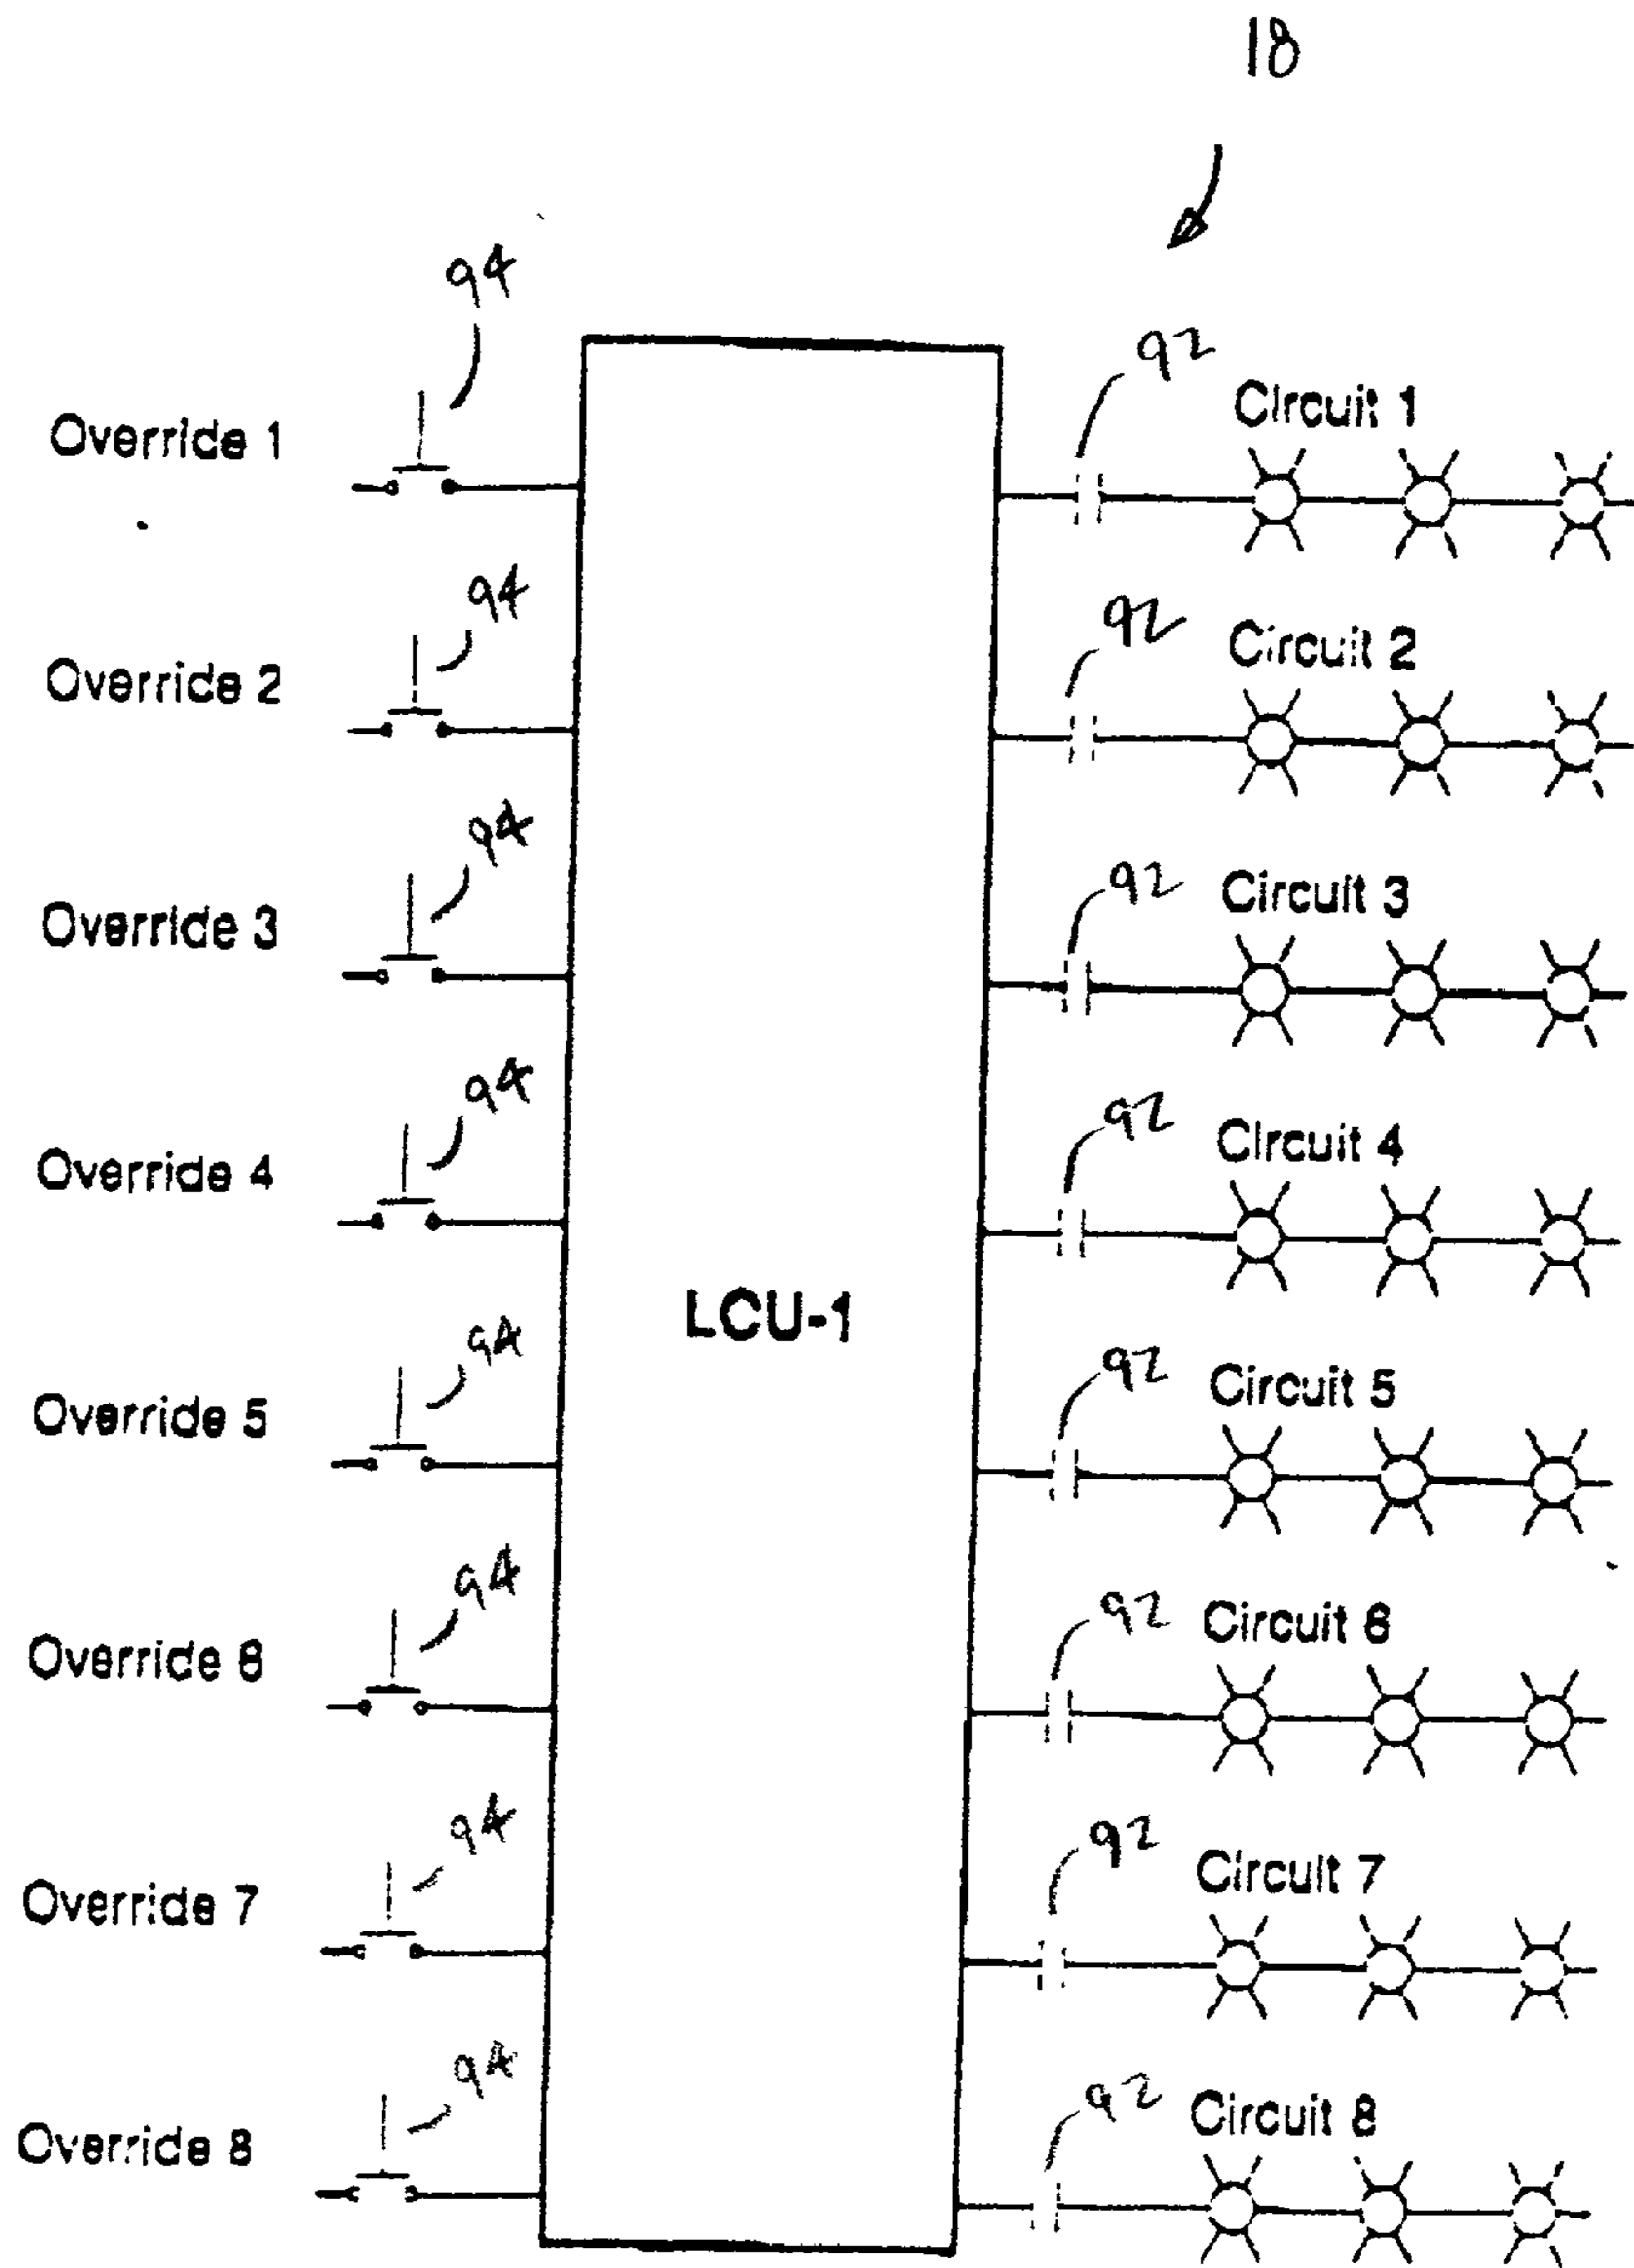 18
94
Override 1
92
Circuit 1
94
Override 2
92
Circuit 2
94
Override 3
92
Circuit 3
94
Override 4
92
Circuit 4
LCU-1
94
Override 5
92
Circuit 5
94
Override 6
92
Circuit 6
94
Override 7
92
Circuit 7
94
Override 8
92
Circuit 8